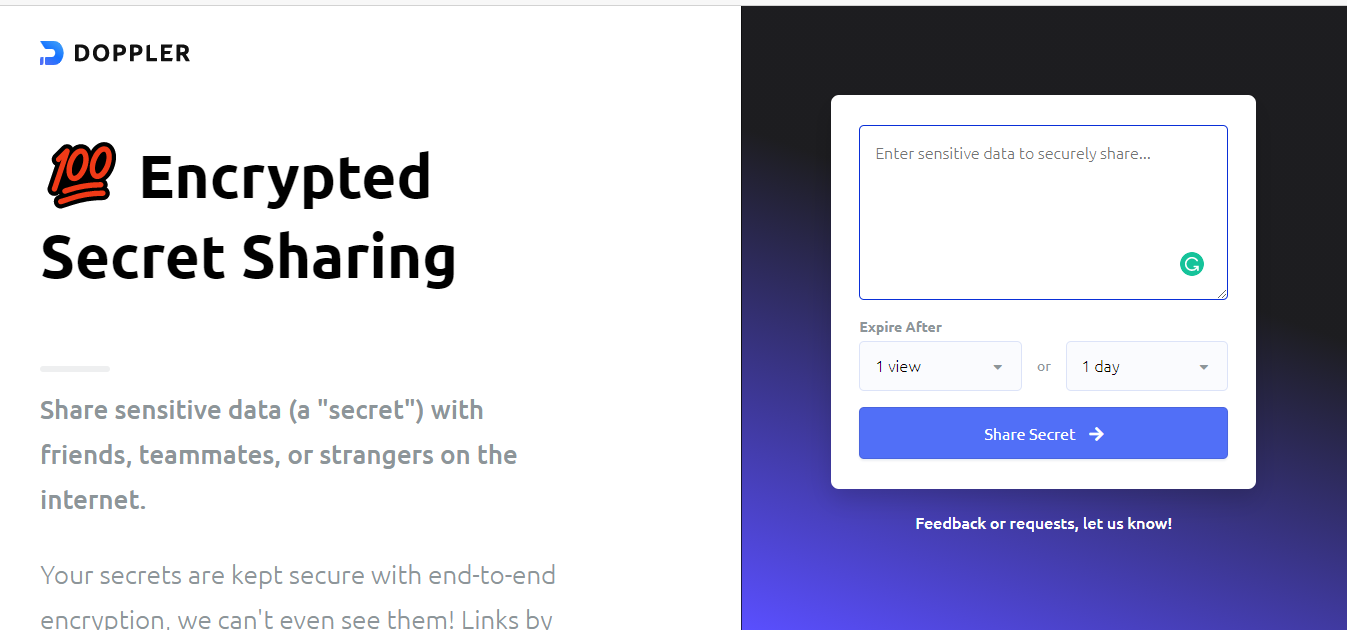 DOPPLER
💯 Encrypted
Secret Sharing
Share sensitive data (a "secret") with
friends, teammates, or strangers on the
internet.
Your secrets are kept secure with end-to-end
encryption, we can't even see them! Links by
Enter sensitive data to securely share...
Expire After
1 view or 1 day
Share Secret →
Feedback or requests, let us know!